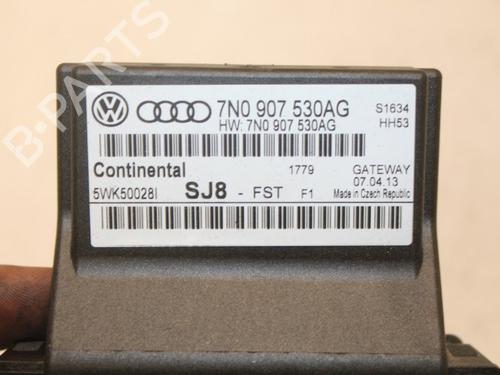 7N0 907 530AG S1634
HW: 7N0 907 530AG HH53
Continental 1779 GATEWAY
07.04.13
5WK50028I SJ8 - FST F1 Made in Czech Republic
B-PARTS